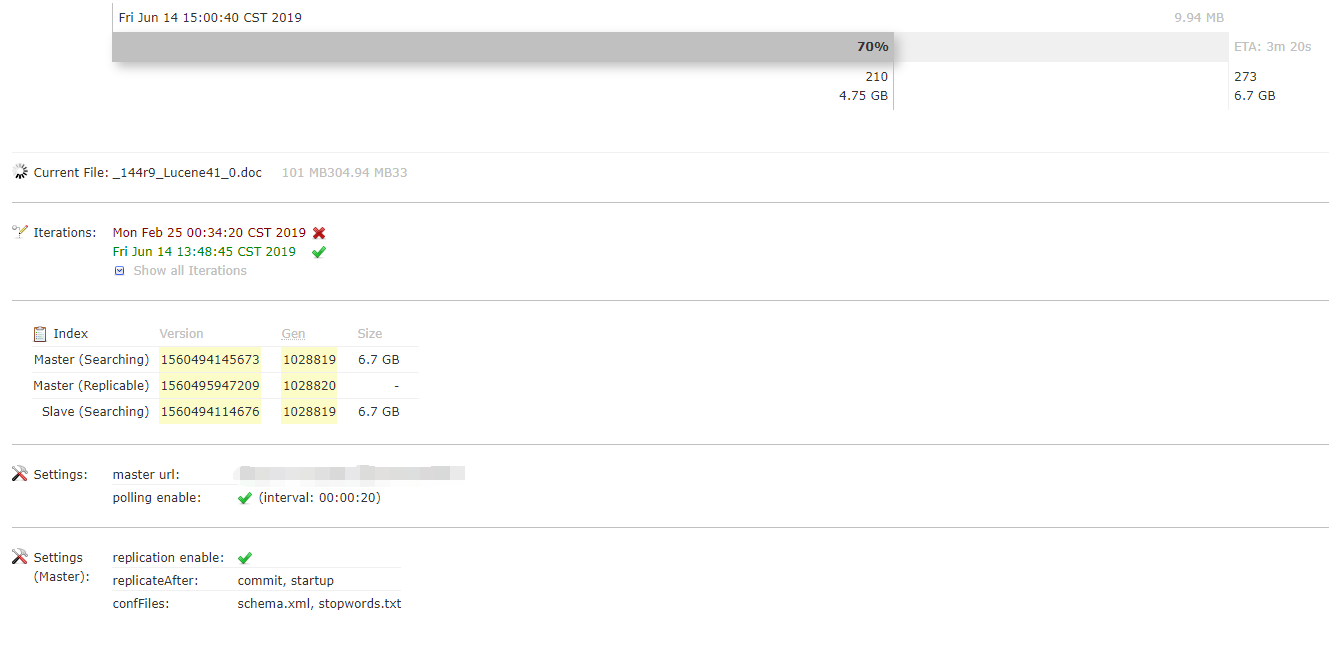 Fri Jun 14 15:00:40 CST 2019 9.94 MB
70% ETA: 3m 20s
210 273
4.75 GB 6.7 GB
Current File: _144r9_Lucene41_0.doc 101 MB304.94 MB33
Iterations: Mon Feb 25 00:34:20 CST 2019
Fri Jun 14 13:48:45 CST 2019
Show all Iterations
Index Version Gen Size
Master (Searching) 1560494145673 1028819 6.7 GB
Master (Replicable) 1560495947209 1028820 -
Slave (Searching) 1560494114676 1028819 6.7 GB
Settings: master url:
polling enable: (interval: 00:00:20)
Settings replication enable:
(Master): replicateAfter: commit, startup
confFiles: schema.xml, stopwords.txt